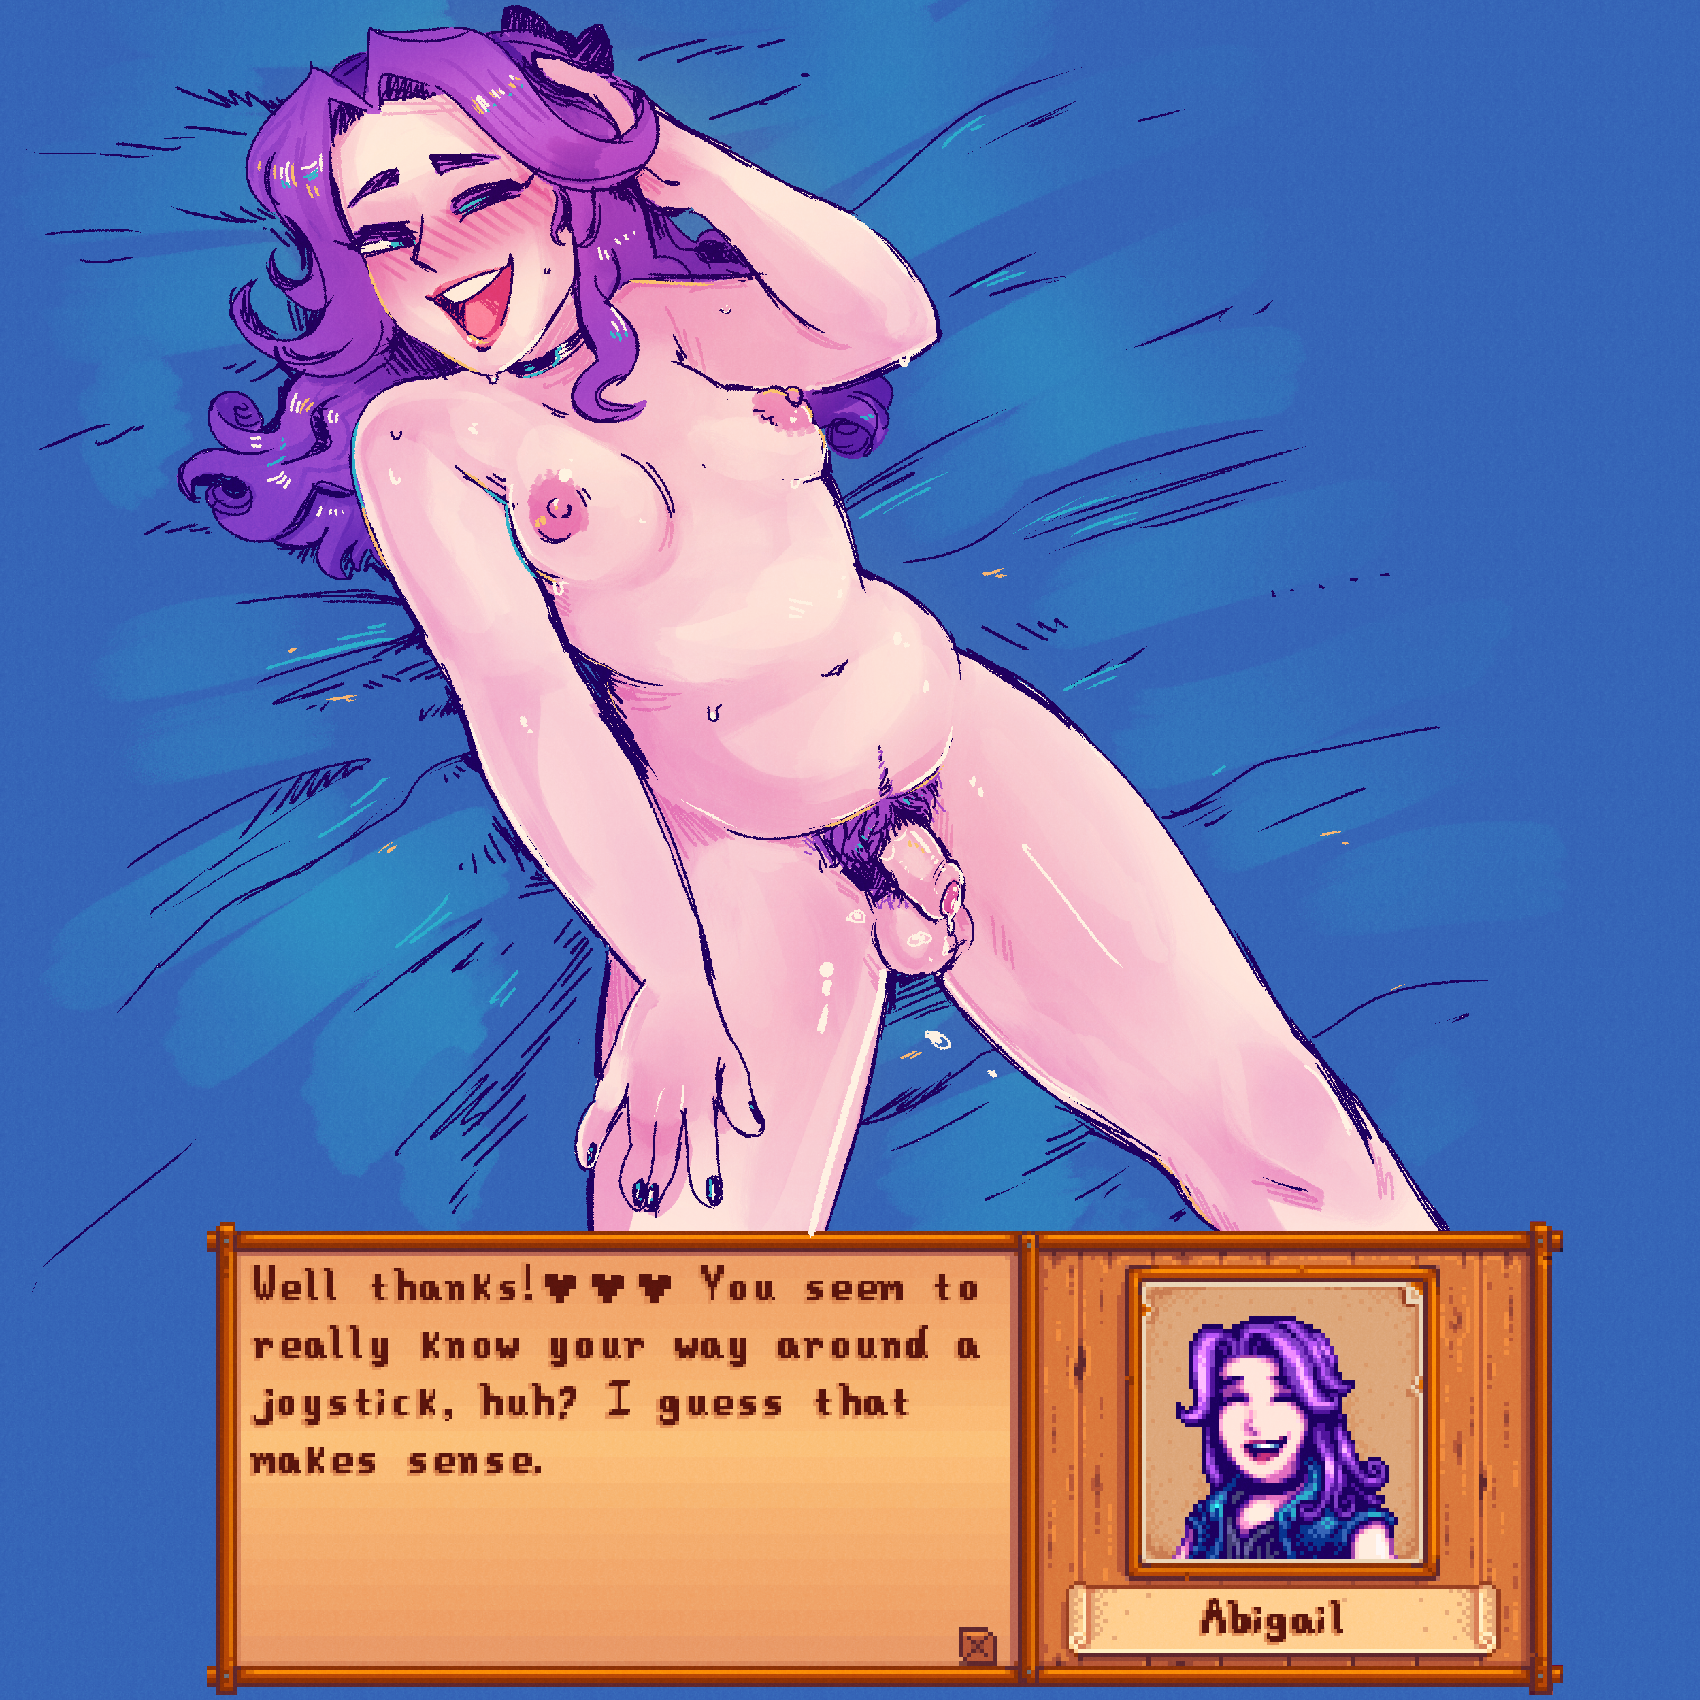 Well thanks!♥♥♥ You seem to
really know your way around a
joystick, huh? I guess that
makes sense.
Abigail